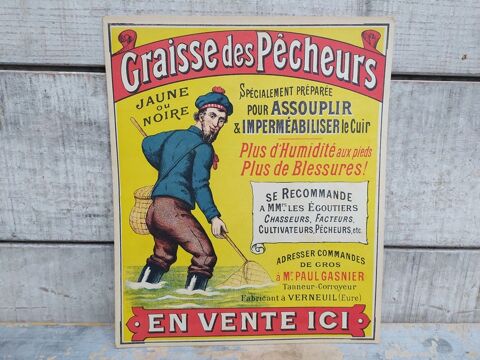 Graisse des Pêcheurs
JAUNE
OU
NOIRE
SPÉCIALEMENT PRÉPARÉE
POUR ASSOUPLIR
& IMPERMÉABILISER le Cuir
Plus d'Humidité aux pieds
Plus de Blessures!
SE RECOMMANDE
A MMrs LES ÉGOUTIERS
CHASSEURS, FACTEURS,
CULTIVATEURS, PÊCHEURS, etc.
ADRESSER COMMANDES
DE GROS
à Mr PAUL GASNIER
Tanneur-Corroyeur
Fabricant à VERNEUIL (Eure)
EN VENTE ICI